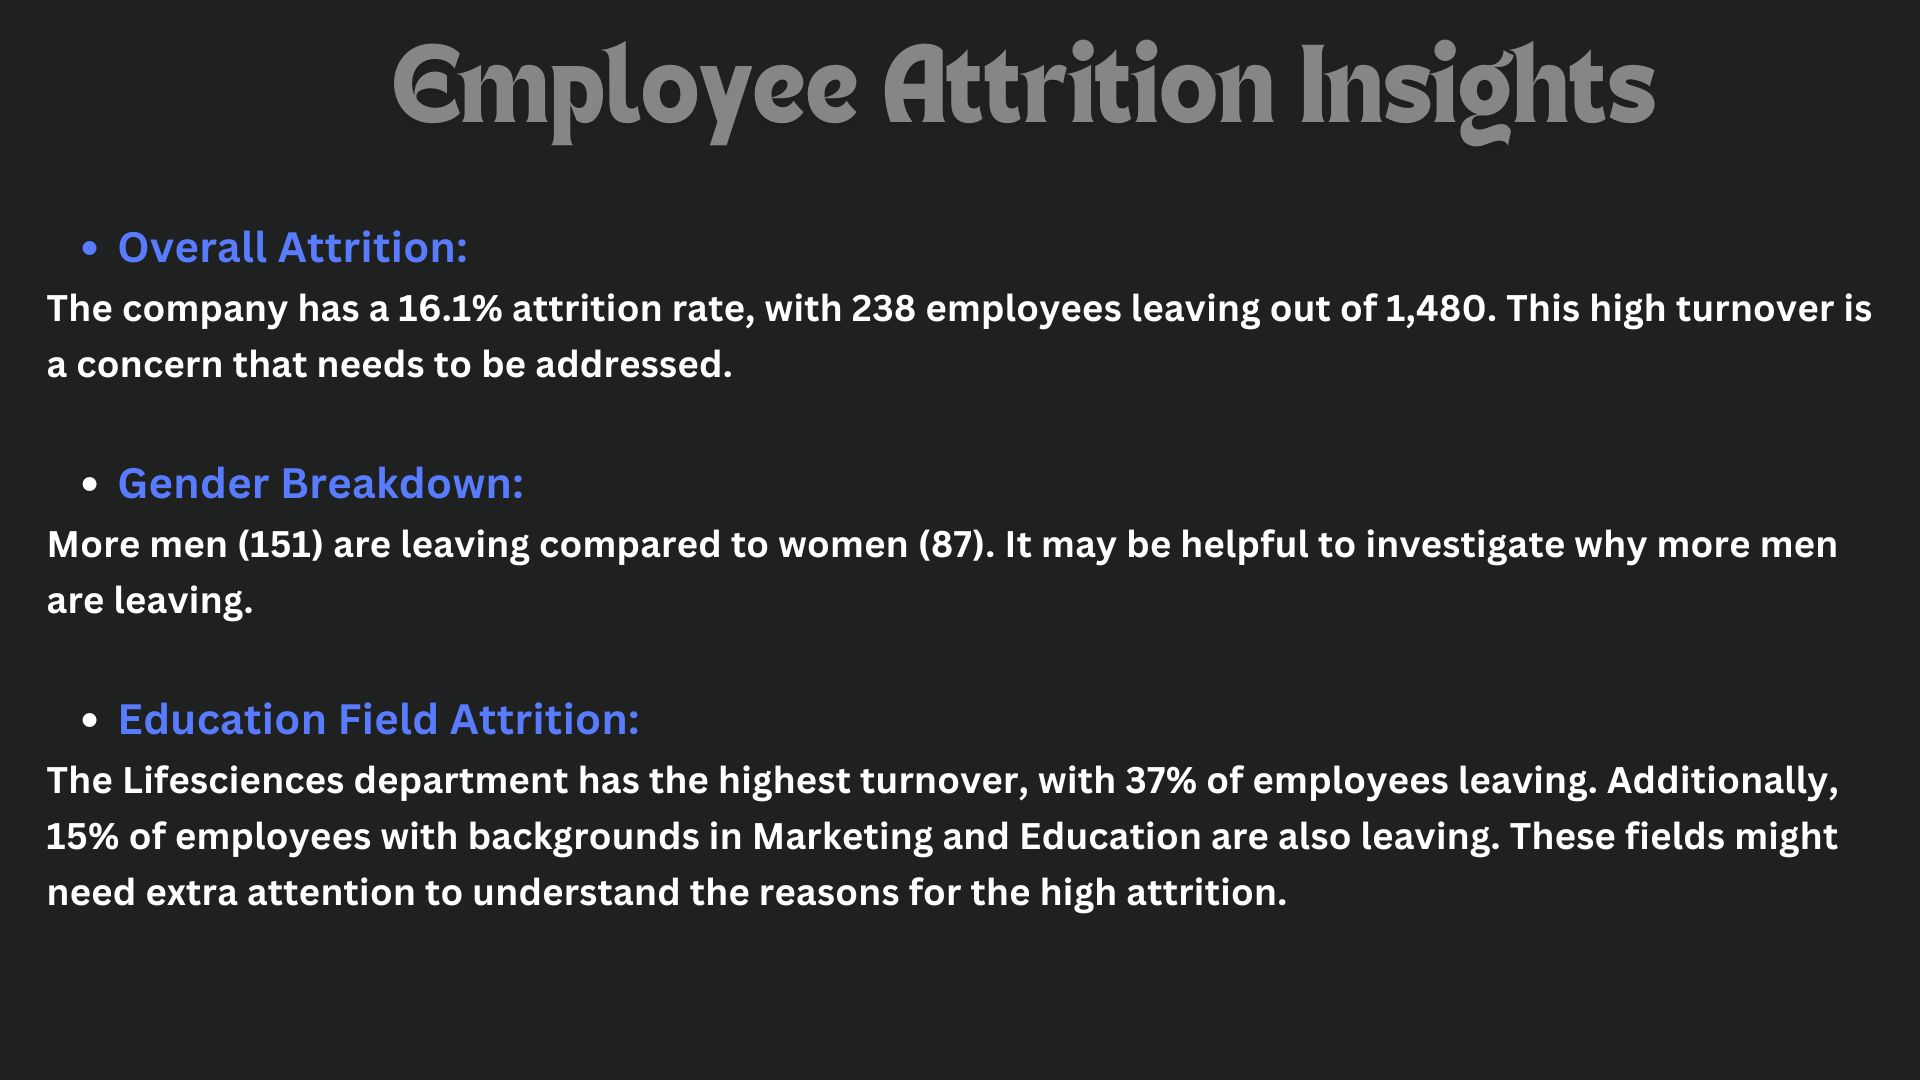 Employee Attrition Insights
• Overall Attrition:
The company has a 16.1% attrition rate, with 238 employees leaving out of 1,480. This high turnover is
a concern that needs to be addressed.
• Gender Breakdown:
More men (151) are leaving compared to women (87). It may be helpful to investigate why more men
are leaving.
• Education Field Attrition:
The Lifesciences department has the highest turnover, with 37% of employees leaving. Additionally,
15% of employees with backgrounds in Marketing and Education are also leaving. These fields might
need extra attention to understand the reasons for the high attrition.